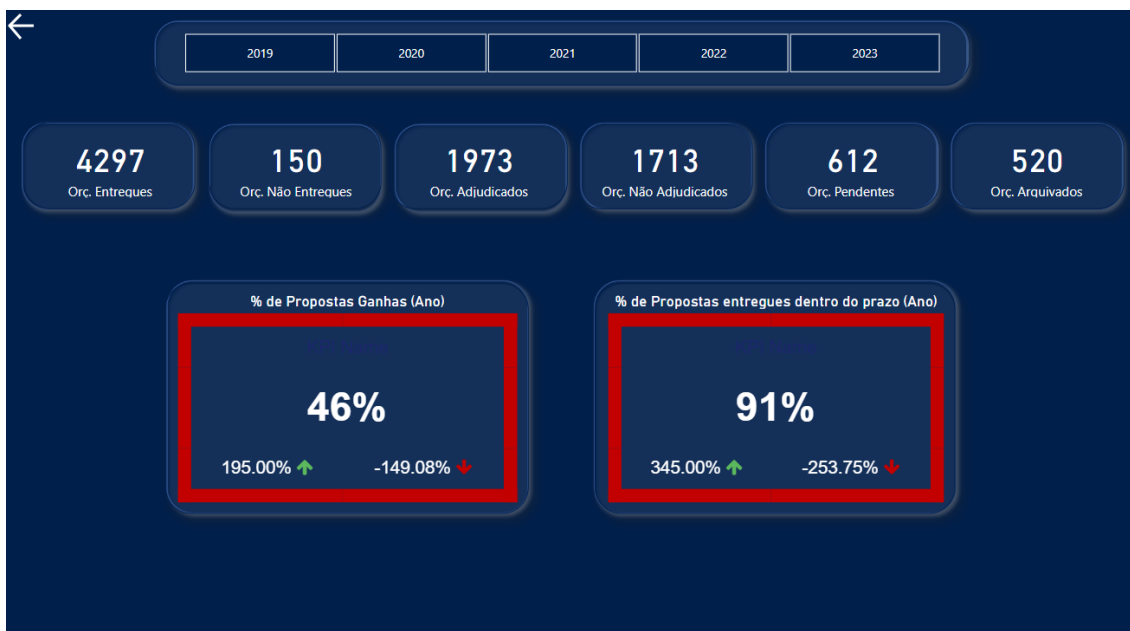 2019 2020 2021 2022 2023
4297 150 1973 1713 612 520
Orç. Entregues Orç. Não Entregues Orç. Adjudicados Orç. Não Adjudicados Orç. Pendentes Orç. Arquivados
% de Propostas Ganhas (Ano) % de Propostas entregues dentro do prazo (Ano)
46% 91%
195.00% -149.08% 345.00% -253.75%